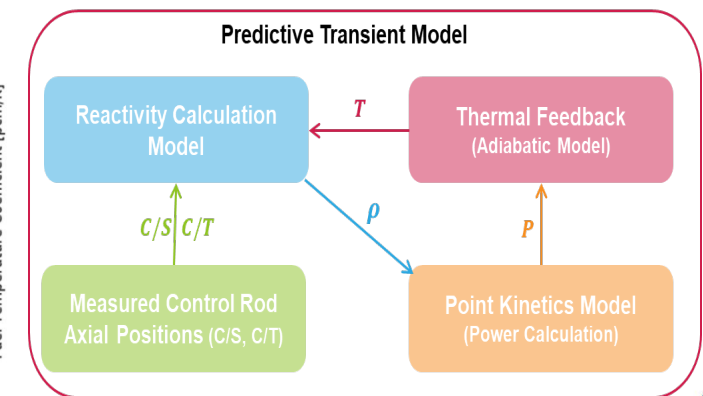 Predictive Transient Model
Reactivity Calculation
Model
T
Thermal Feedback
(Adiabatic Model)
C/S C/T
ρ
P
Measured Control Rod
Axial Positions (C/S, C/T)
Point Kinetics Model
(Power Calculation)